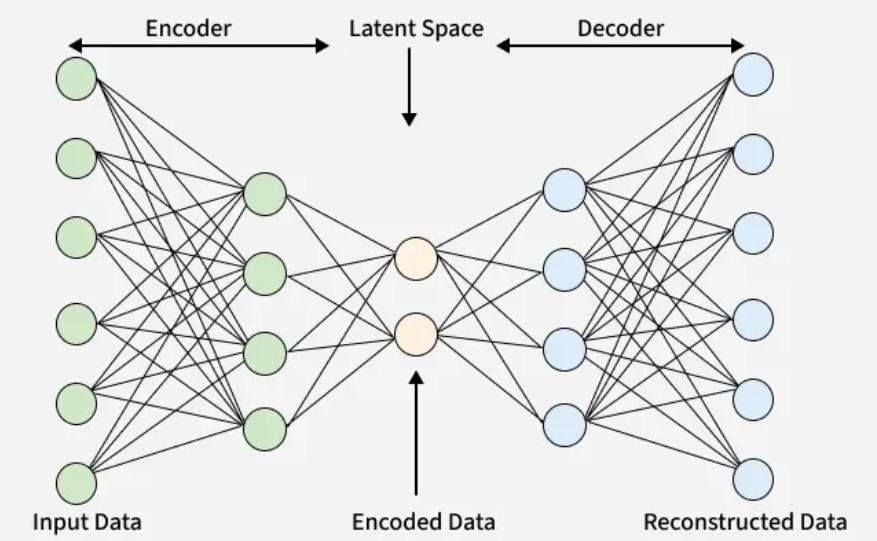 Encoder
Latent Space
Decoder
Input Data
Encoded Data
Reconstructed Data